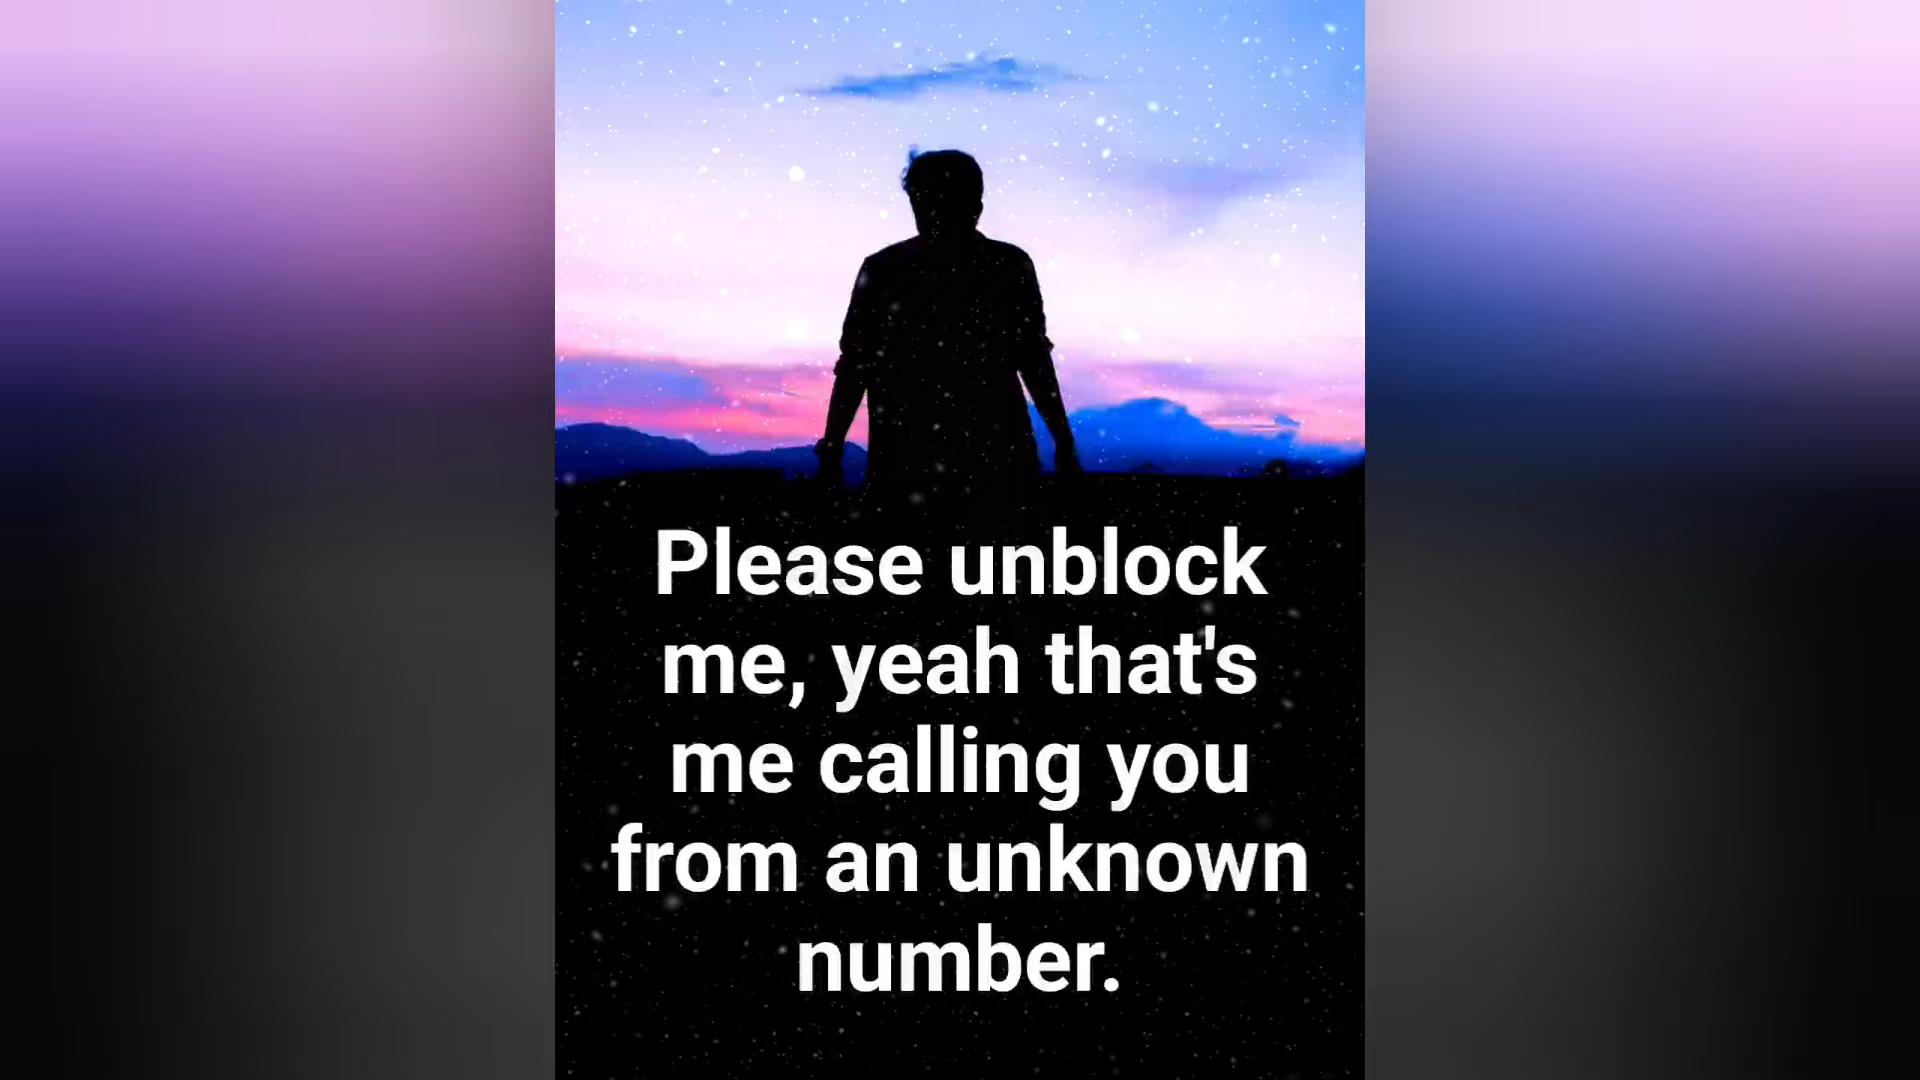 Please unblock
me, yeah that's
me calling you
from an unknown
number.